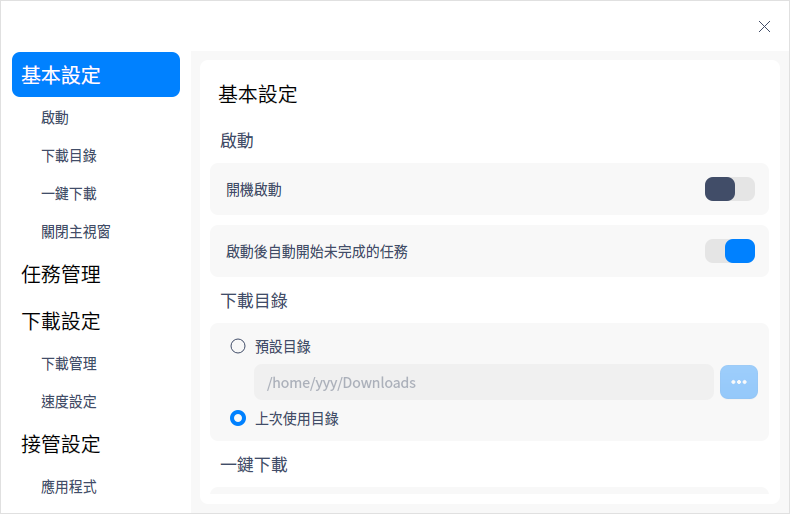 基本設定
啟動
下載目錄
一鍵下載
關閉主視窗
任務管理
下載設定
下載管理
速度設定
接管設定
應用程式
基本設定
啟動
開機啟動
啟動後自動開始未完成的任務
下載目錄
預設目錄
/home/yyy/Downloads
上次使用目錄
一鍵下載